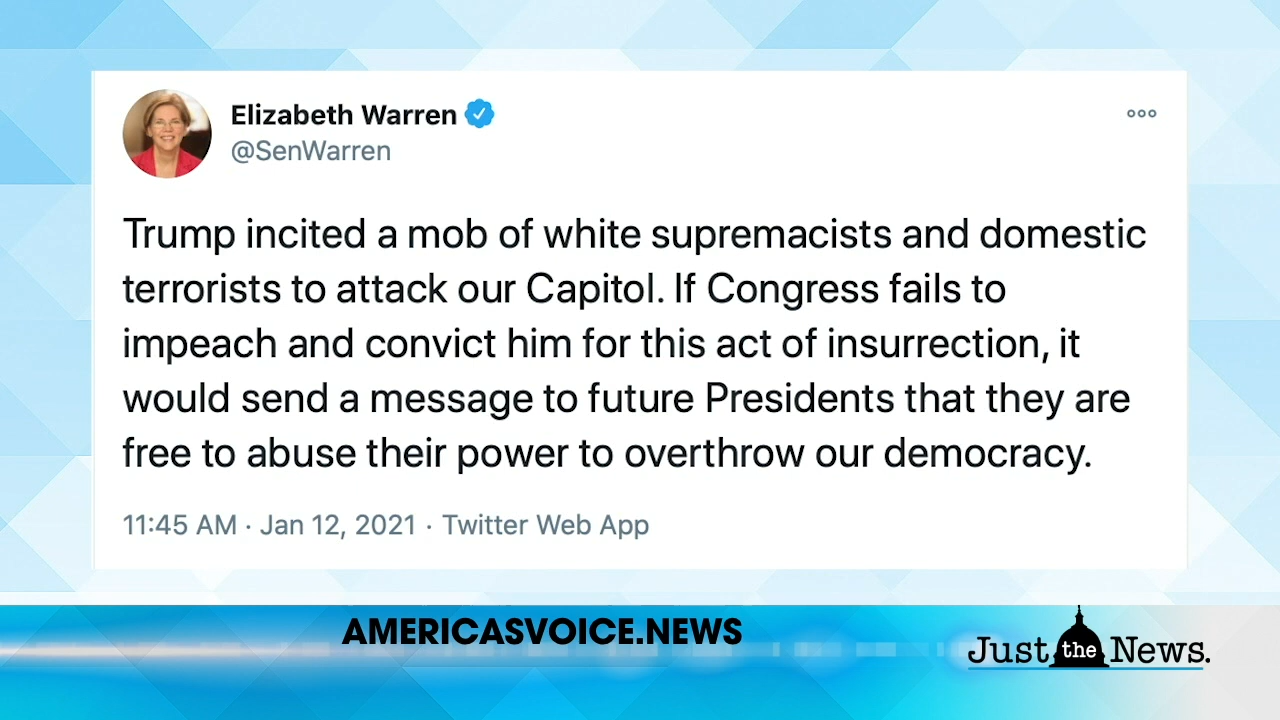 Elizabeth Warren
@SenWarren
Trump incited a mob of white supremacists and domestic
terrorists to attack our Capitol. If Congress fails to
impeach and convict him for this act of insurrection, it
would send a message to future Presidents that they are
free to abuse their power to overthrow our democracy.
11:45 AM · Jan 12, 2021 · Twitter Web App
AMERICASVOICE.NEWS
Just the News.